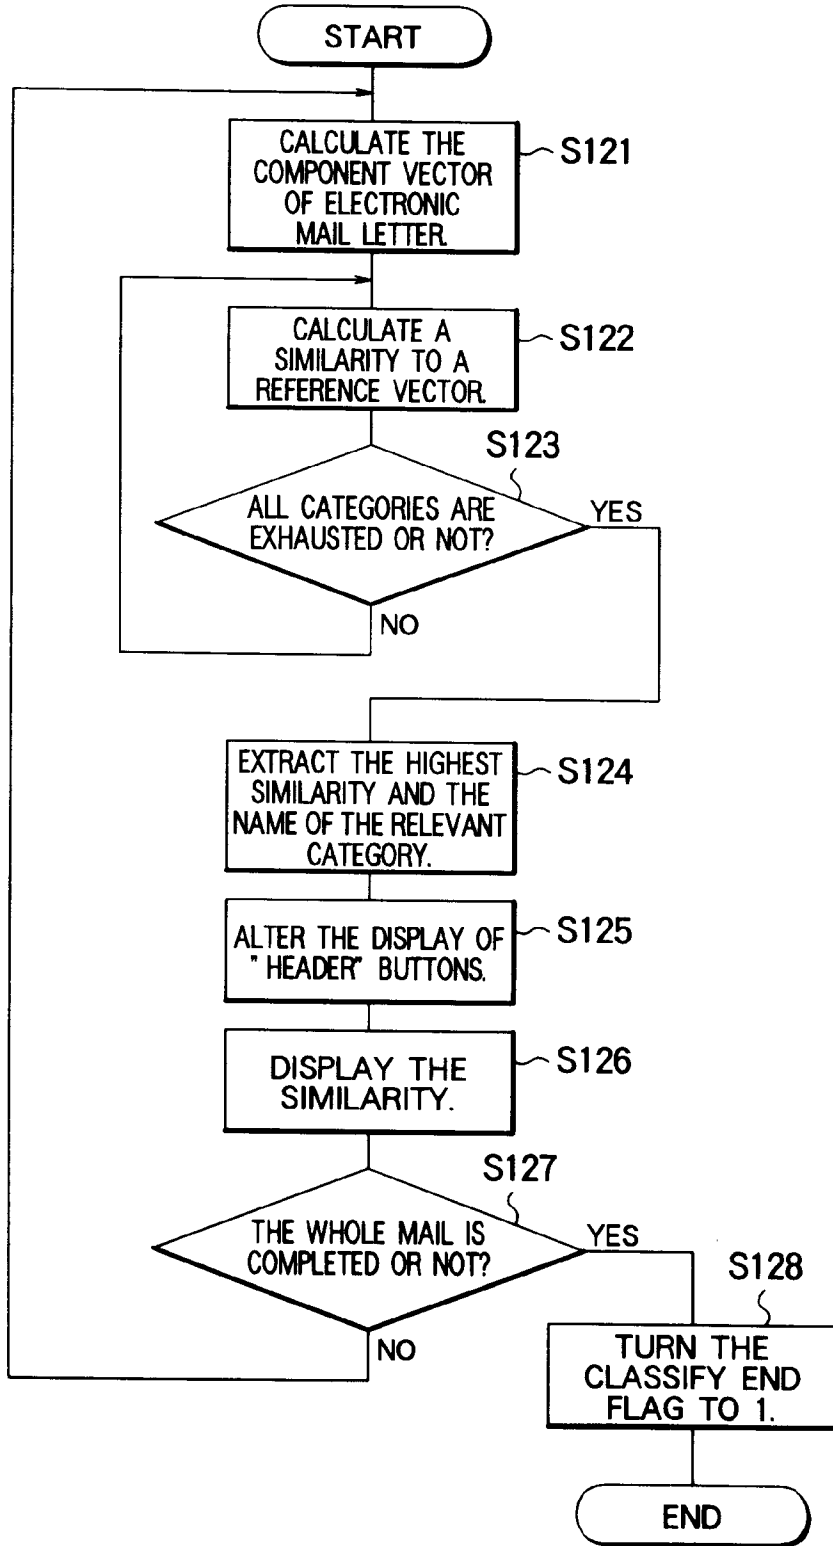 START
CALCULATE THE
COMPONENT VECTOR
OF ELECTRONIC
MAIL LETTER.
S121
CALCULATE A
SIMILARITY TO A
REFERENCE VECTOR.
S122
S123
ALL CATEGORIES ARE
EXHAUSTED OR NOT?
YES
NO
EXTRACT THE HIGHEST
SIMILARITY AND THE
NAME OF THE RELEVANT
CATEGORY.
S124
ALTER THE DISPLAY OF
" HEADER" BUTTONS.
S125
DISPLAY THE
SIMILARITY.
S126
S127
THE WHOLE MAIL IS
COMPLETED OR NOT?
YES
NO
S128
TURN THE
CLASSIFY END
FLAG TO 1.
END